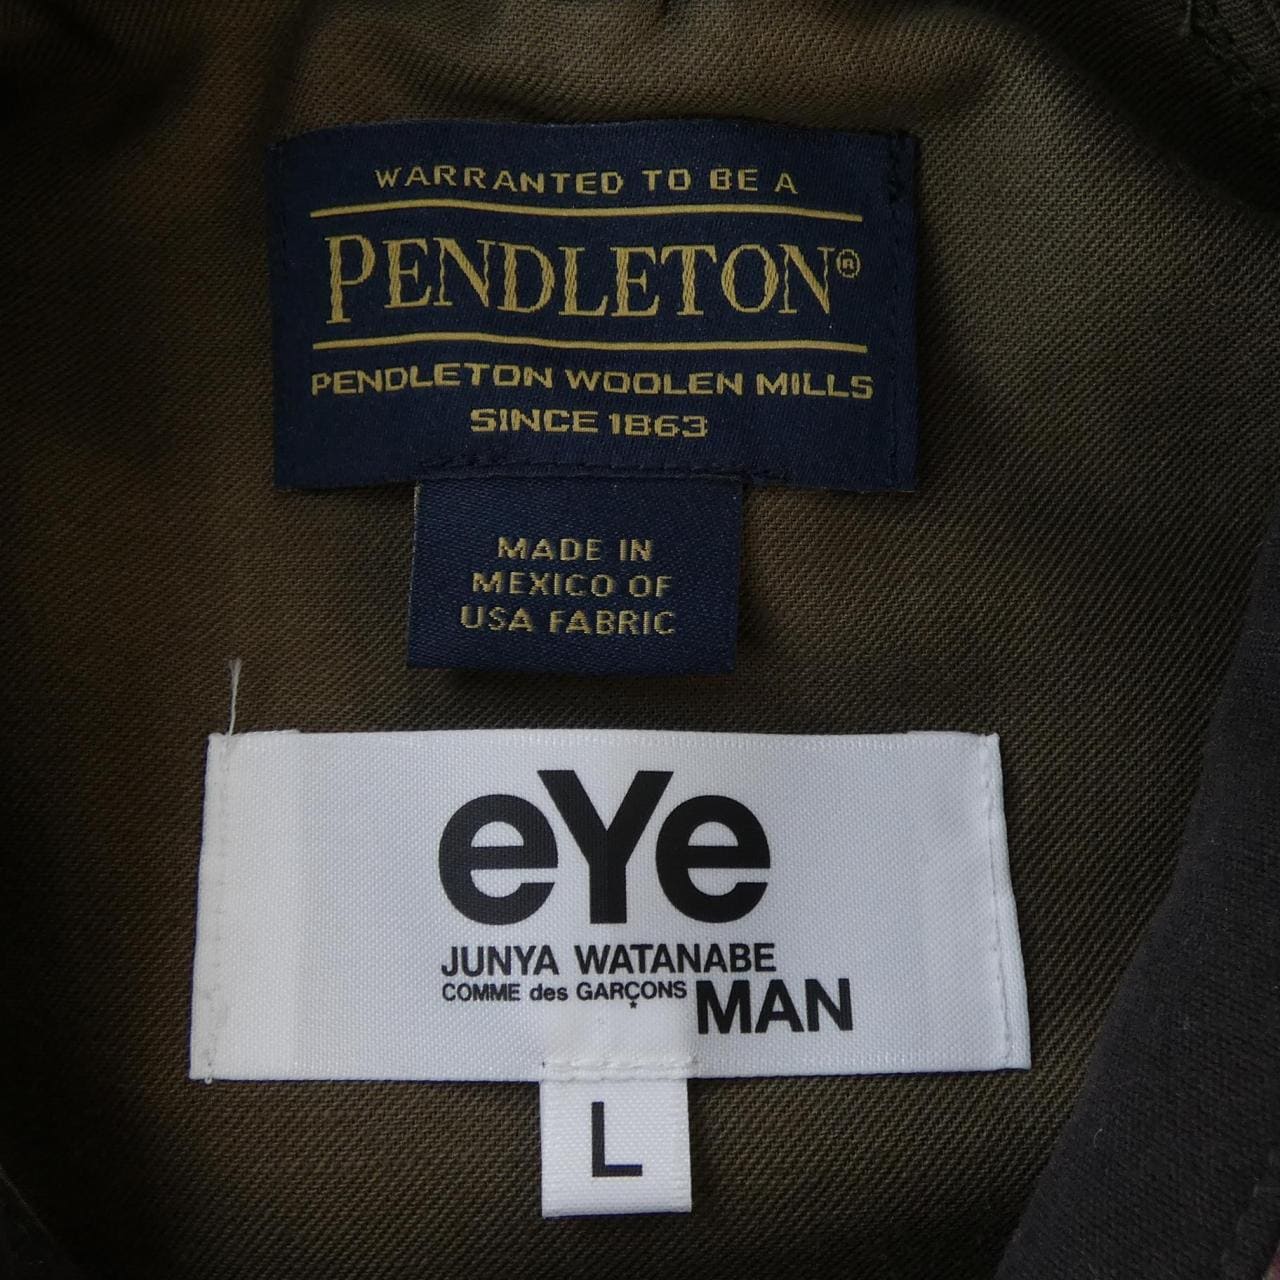 WARRANTED TO BE A
PENDLETON®
PENDLETON WOOLEN MILLS
SINCE 1863
MADE IN
MEXICO OF
USA FABRIC
eYe
JUNYA WATANABE
COMME des GARÇONS MAN
L